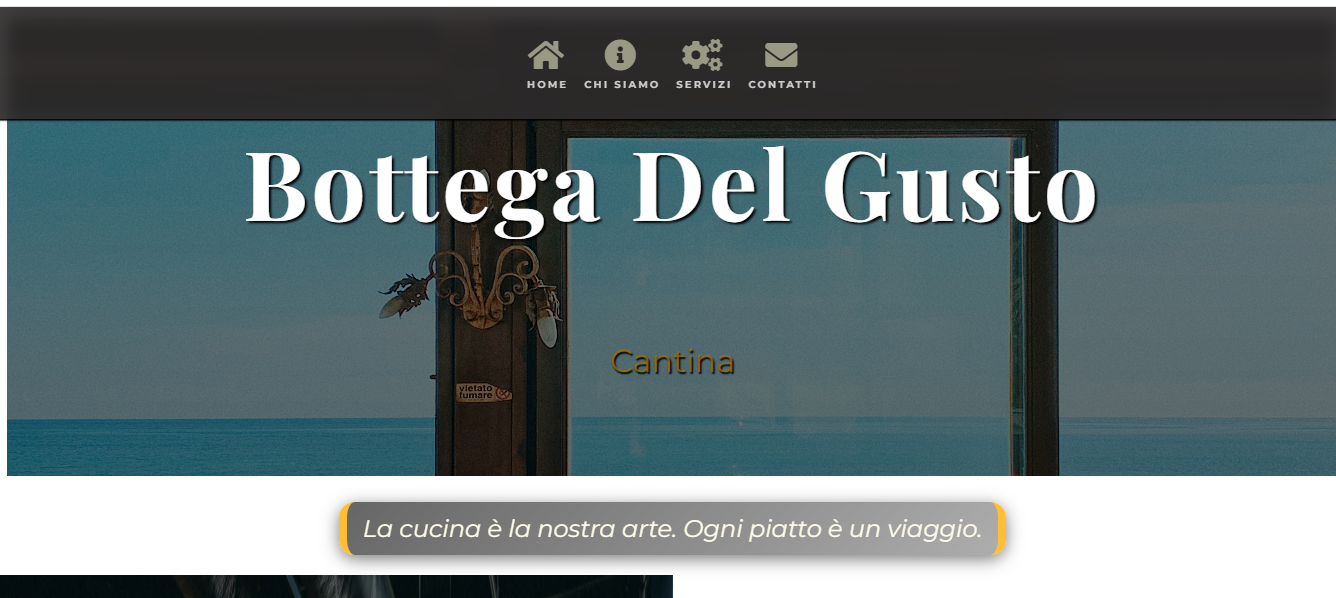 HOME CHI SIAMO SERVIZI CONTATTI
Bottega Del Gusto
Cantina
vietato
fumare
La cucina è la nostra arte. Ogni piatto è un viaggio.